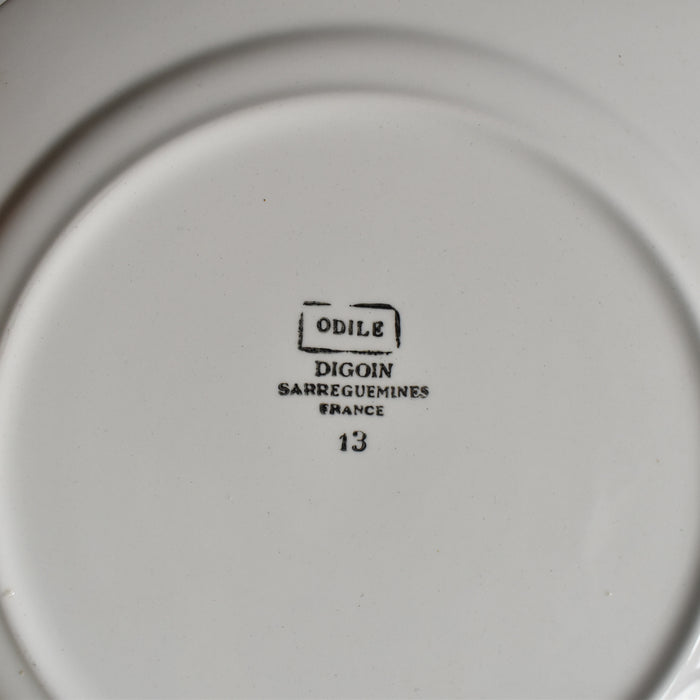 ODILE
DIGOIN
SARREGUEMINES
FRANCE
13